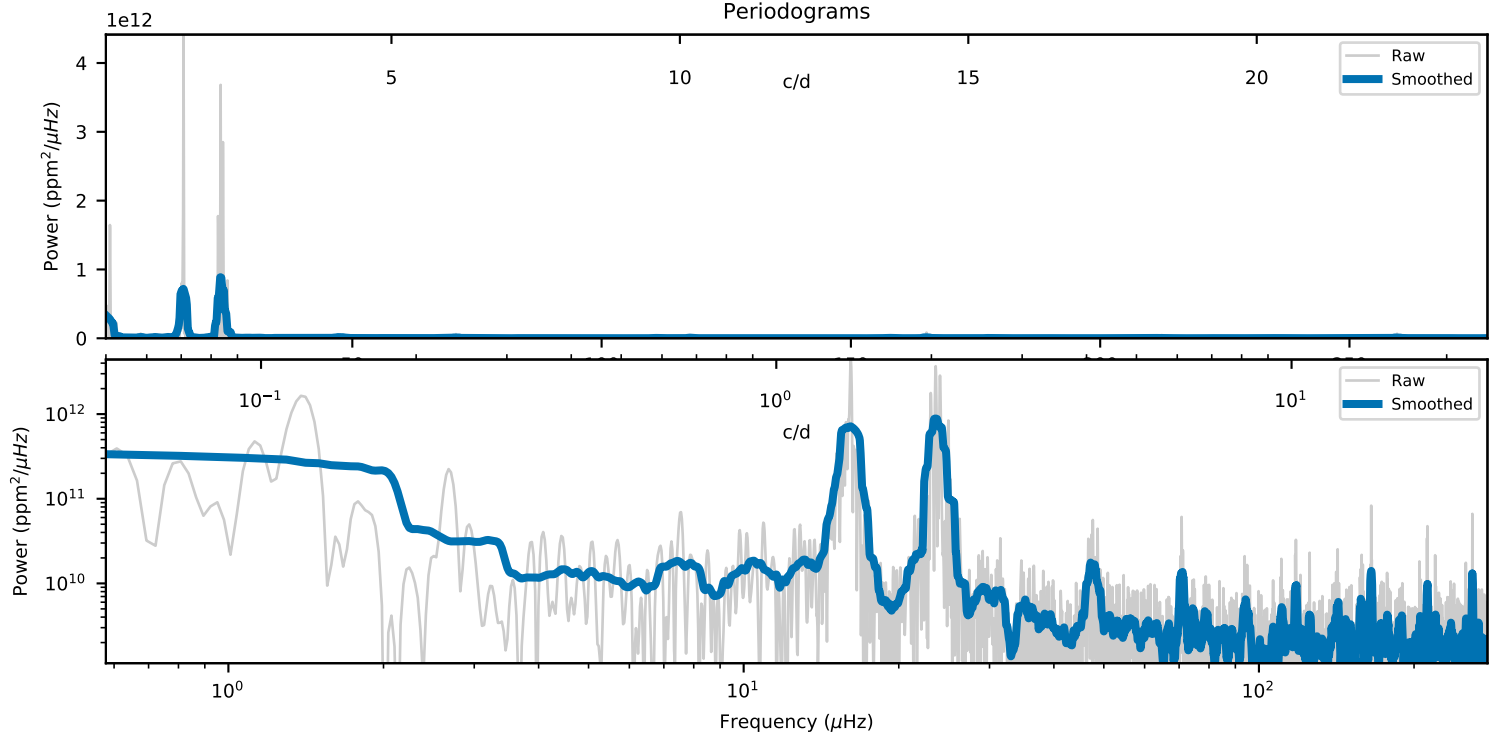 Periodograms
1e12
Power (ppm²/μHz)
4
3
2
1
0
5
10
15
20
c/d
Raw
Smoothed
Power (ppm²/μHz)
10¹²
10¹¹
10¹⁰
10⁻¹
10⁰
10¹
c/d
Raw
Smoothed
10⁰
10¹
10²
Frequency (μHz)